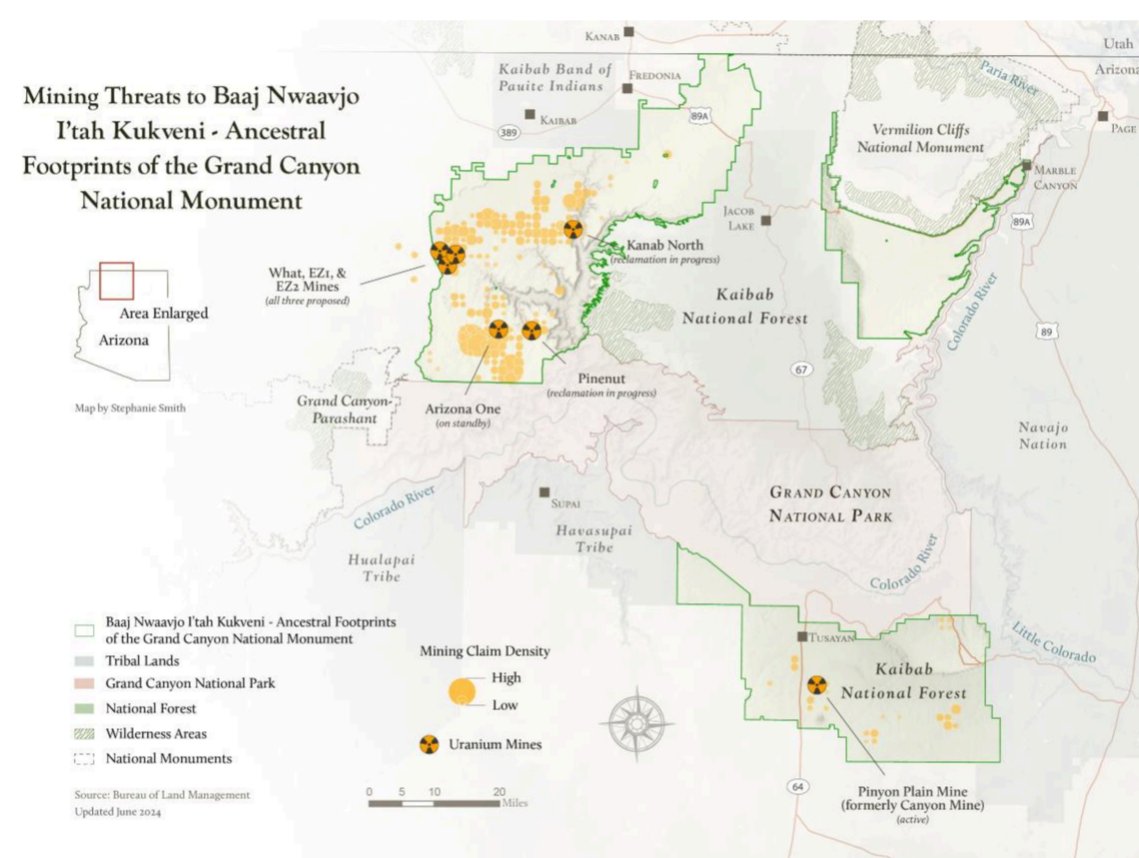 Mining Threats to Baaj Nwaavjo
I'tah Kukveni - Ancestral
Footprints of the Grand Canyon
National Monument
Area Enlarged
Arizona
Map by Stephanie Smith
KANAB
Utah
Arizona
Kaibab Band of
Pauite Indians
FREDONIA
KAIBAB
389
89A
Paria River
PAGE
Vermilion Cliffs
National Monument
MARBLE
CANYON
89A
JACOB
LAKE
Kanab North
(reclamation in progress)
What, EZ1, &
EZ2 Mines
(all three proposed)
Kaibab
National Forest
Colorado River
89
67
Pinenut
(reclamation in progress)
Arizona One
(on standby)
Grand Canyon-
Parashant
Navajo
Nation
Colorado River
SUPAI
Havasupai
Tribe
GRAND CANYON
NATIONAL PARK
Hualapai
Tribe
Colorado River
Little Colorado
TUSAYAN
Kaibab
National Forest
64
Pinyon Plain Mine
(formerly Canyon Mine)
(active)
Baaj Nwaavjo I'tah Kukveni - Ancestral Footprints
of the Grand Canyon National Monument
Tribal Lands
Grand Canyon National Park
National Forest
Wilderness Areas
National Monuments
Source: Bureau of Land Management
Updated June 2024
Mining Claim Density
High
Low
Uranium Mines
0 5 10 20
Miles